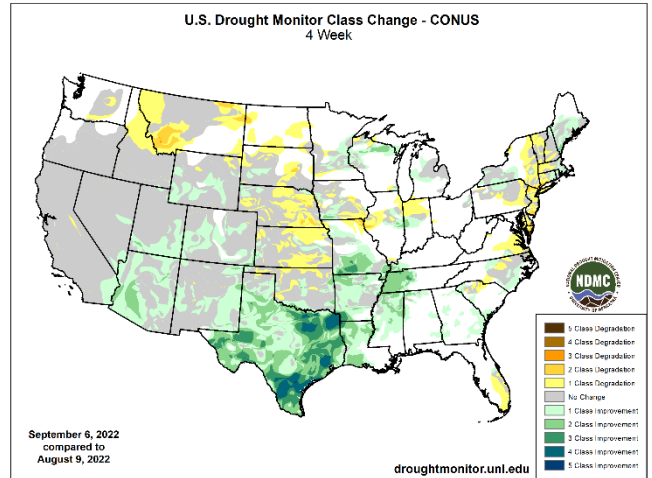 U.S. Drought Monitor Class Change - CONUS
4 Week
NDMC
5 Class Degradation
4 Class Degradation
3 Class Degradation
2 Class Degradation
1 Class Degradation
No Change
1 Class Improvement
2 Class Improvement
3 Class Improvement
4 Class Improvement
5 Class Improvement
September 6, 2022
compared to
August 9, 2022
droughtmonitor.unl.edu